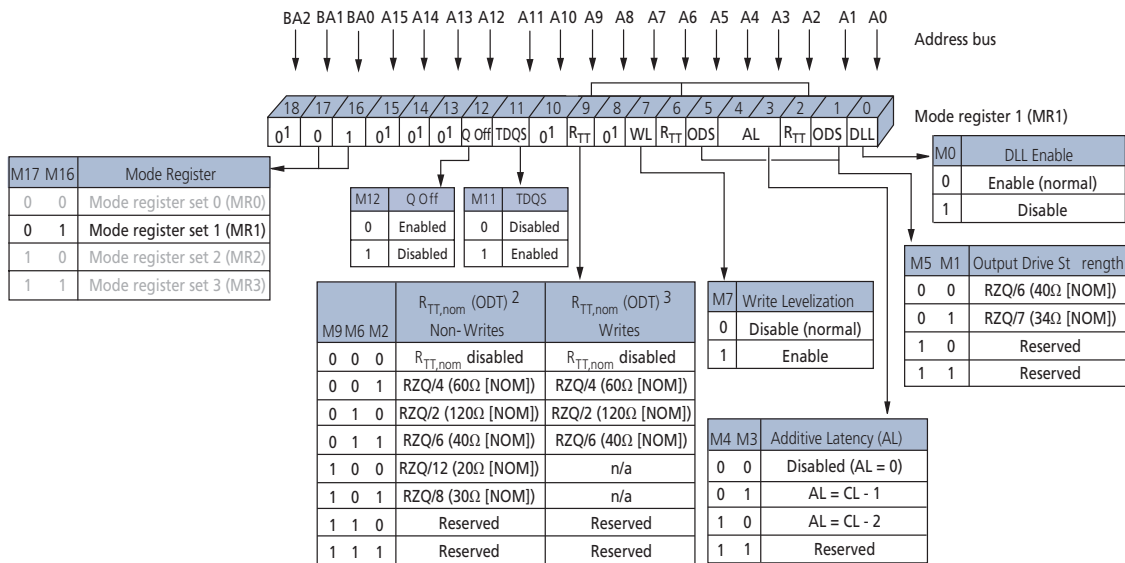 BA2 BA1 BA0 A15 A14 A13 A12 A11 A10 A9 A8 A7 A6 A5 A4 A3 A2 A1 A0
Address bus
18 17 16 15 14 13 12 11 10 9 8 7 6 5 4 3 2 1 0
0¹ 0 1 0¹ 0¹ 0¹ Q Off TDQS 0¹ RTT 0¹ WL RTT ODS AL RTT ODS DLL
Mode register 1 (MR1)
M17 M16 Mode Register
0 0 Mode register set 0 (MR0)
0 1 Mode register set 1 (MR1)
1 0 Mode register set 2 (MR2)
1 1 Mode register set 3 (MR3)
M12 Q Off
0 Enabled
1 Disabled
M11 TDQS
0 Disabled
1 Enabled
M0 DLL Enable
0 Enable (normal)
1 Disable
M5 M1 Output Drive St rength
0 0 RZQ/6 (40Ω [NOM])
0 1 RZQ/7 (34Ω [NOM])
1 0 Reserved
1 1 Reserved
M9 M6 M2 RTT,nom (ODT) 2 Non-Writes RTT,nom (ODT) 3 Writes
0 0 0 RTT,nom disabled RTT,nom disabled
0 0 1 RZQ/4 (60Ω [NOM]) RZQ/4 (60Ω [NOM])
0 1 0 RZQ/2 (120Ω [NOM]) RZQ/2 (120Ω [NOM])
0 1 1 RZQ/6 (40Ω [NOM]) RZQ/6 (40Ω [NOM])
1 0 0 RZQ/12 (20Ω [NOM]) n/a
1 0 1 RZQ/8 (30Ω [NOM]) n/a
1 1 0 Reserved Reserved
1 1 1 Reserved Reserved
M7 Write Levelization
0 Disable (normal)
1 Enable
M4 M3 Additive Latency (AL)
0 0 Disabled (AL = 0)
0 1 AL = CL - 1
1 0 AL = CL - 2
1 1 Reserved